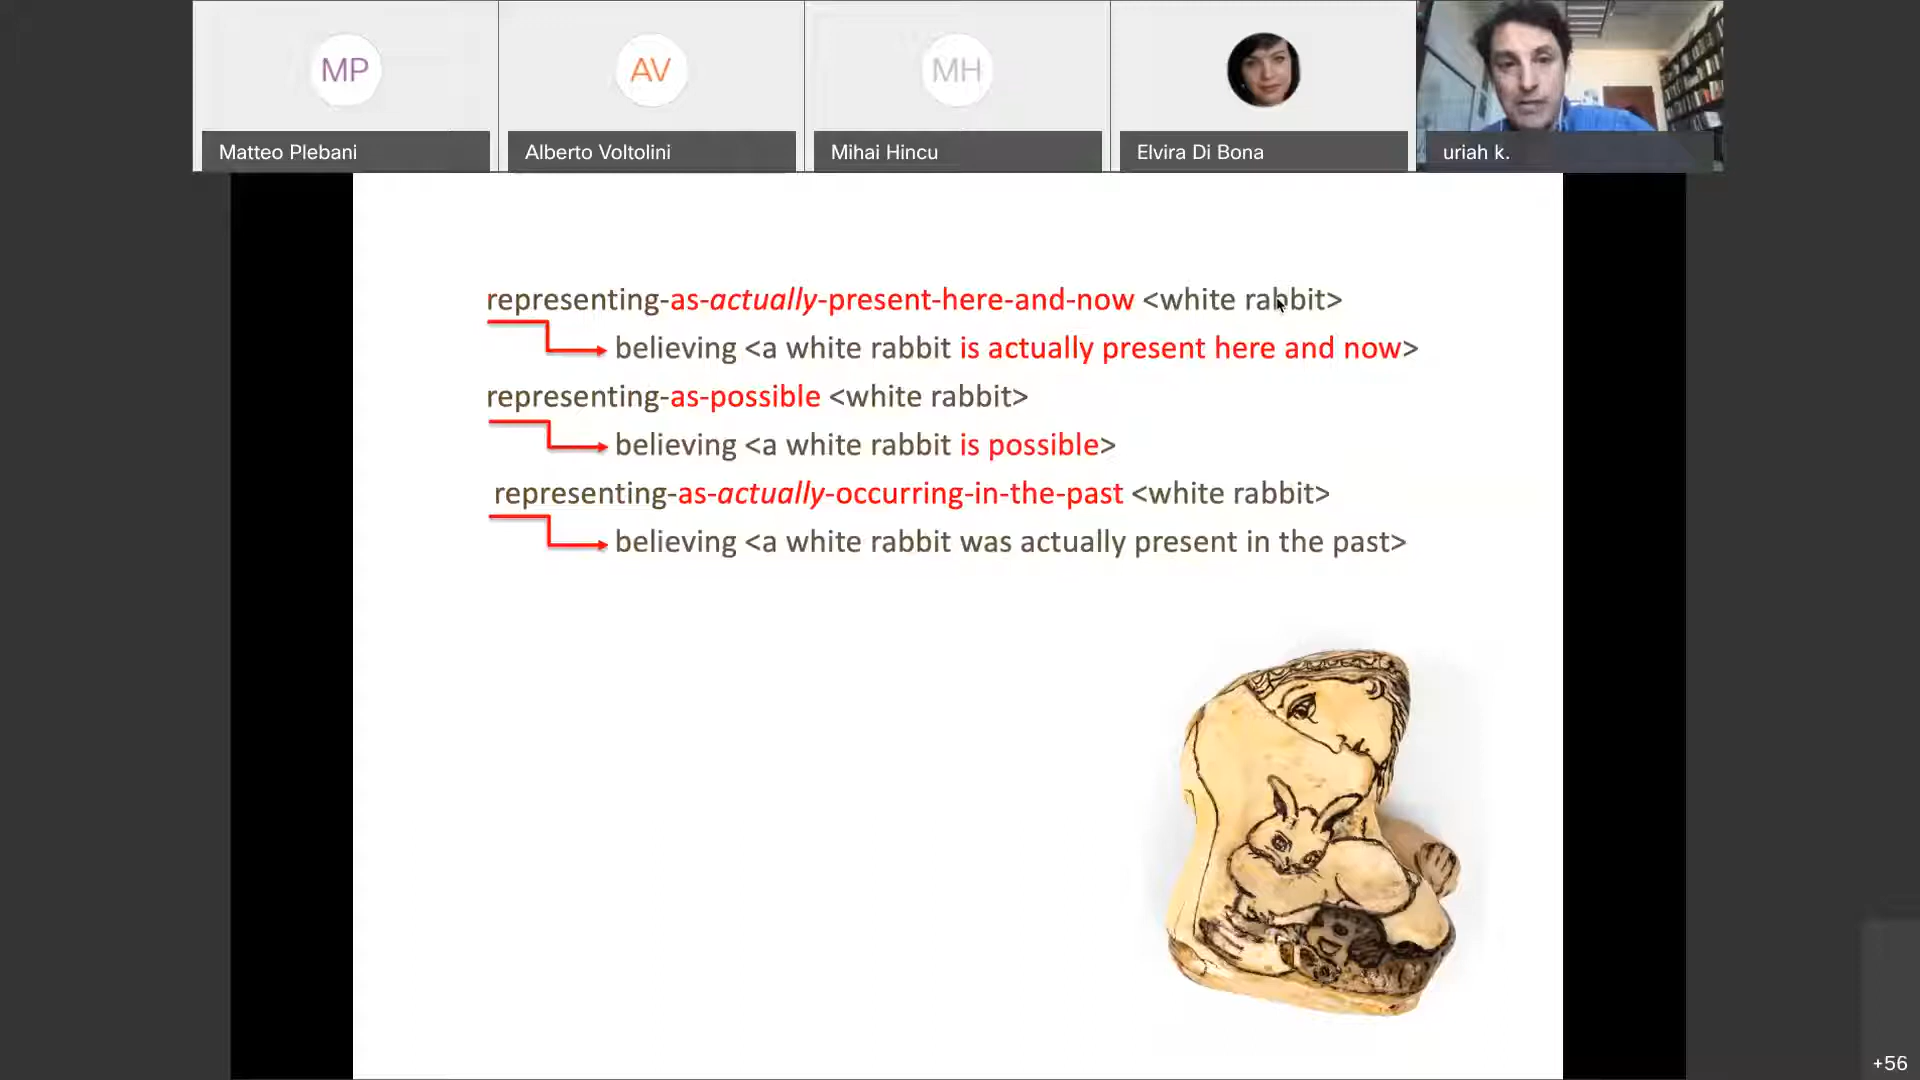 MP
AV
MH
Matteo Plebani
Alberto Voltolini
Mihai Hincu
Elvira Di Bona
uriah k.
representing-as-actually-present-here-and-now <white rabbit>
believing <a white rabbit is actually present here and now>
representing-as-possible <white rabbit>
believing <a white rabbit is possible>
representing-as-actually-occurring-in-the-past <white rabbit>
believing <a white rabbit was actually present in the past>
+56